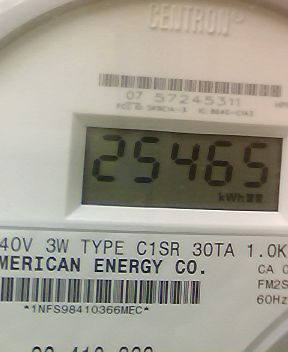 CENTRON®
07 57245311
25465
kWh
40V 3W TYPE C1SR 30TA 1.0K
MERICAN ENERGY CO.
CA 0
FM2S
*1NFS98410366MEC*
60Hz